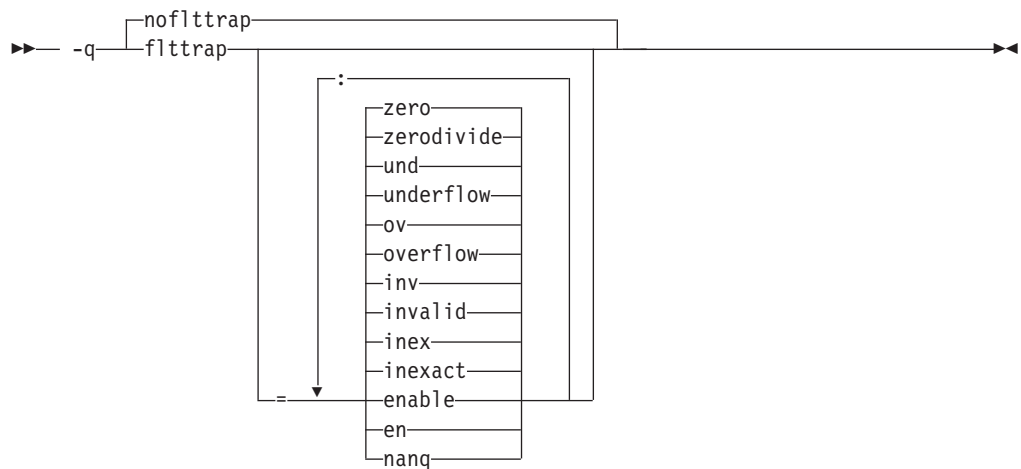 noflttrap
-q flttrap
:
zero
zerodivide
und
underflow
ov
overflow
inv
invalid
inex
inexact
= enable
en
nanq